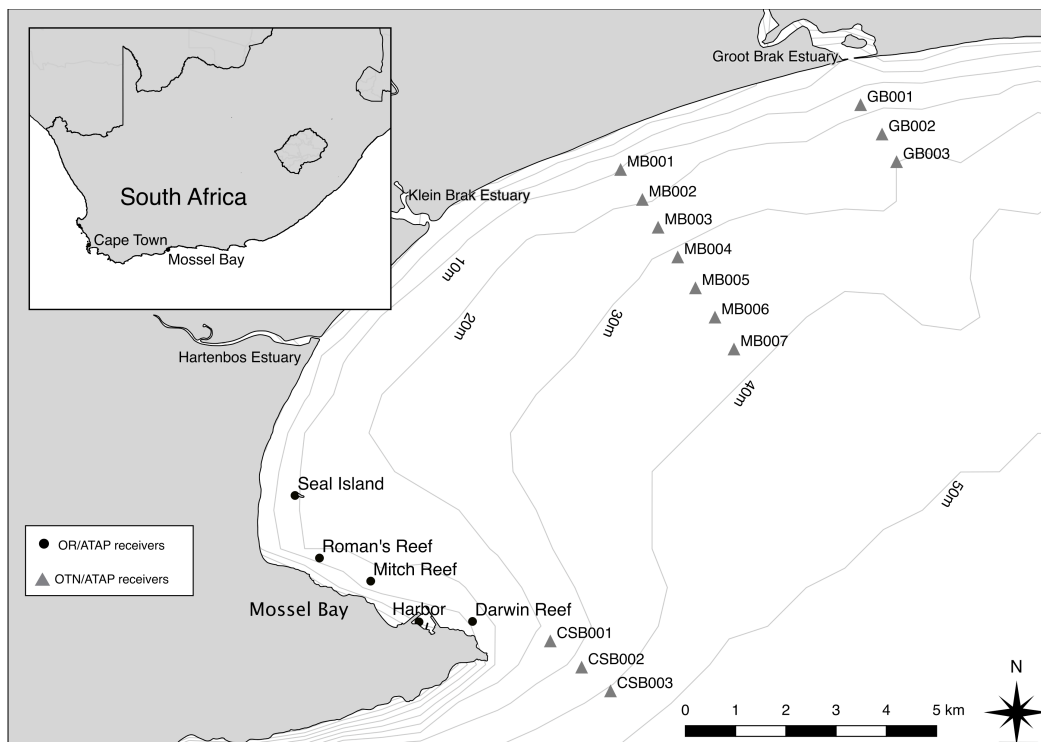 Groot Brak Estuary
GB001
GB002
GB003
MB001
MB002
MB003
MB004
MB005
MB006
MB007
South Africa
Cape Town
Mossel Bay
Klein Brak Estuary
10m
20m
30m
40m
50m
Hartenbos Estuary
Seal Island
Roman's Reef
Mitch Reef
Harbor
Darwin Reef
Mossel Bay
CSB001
CSB002
CSB003
OR/ATAP receivers
OTN/ATAP receivers
N
0 1 2 3 4 5 km